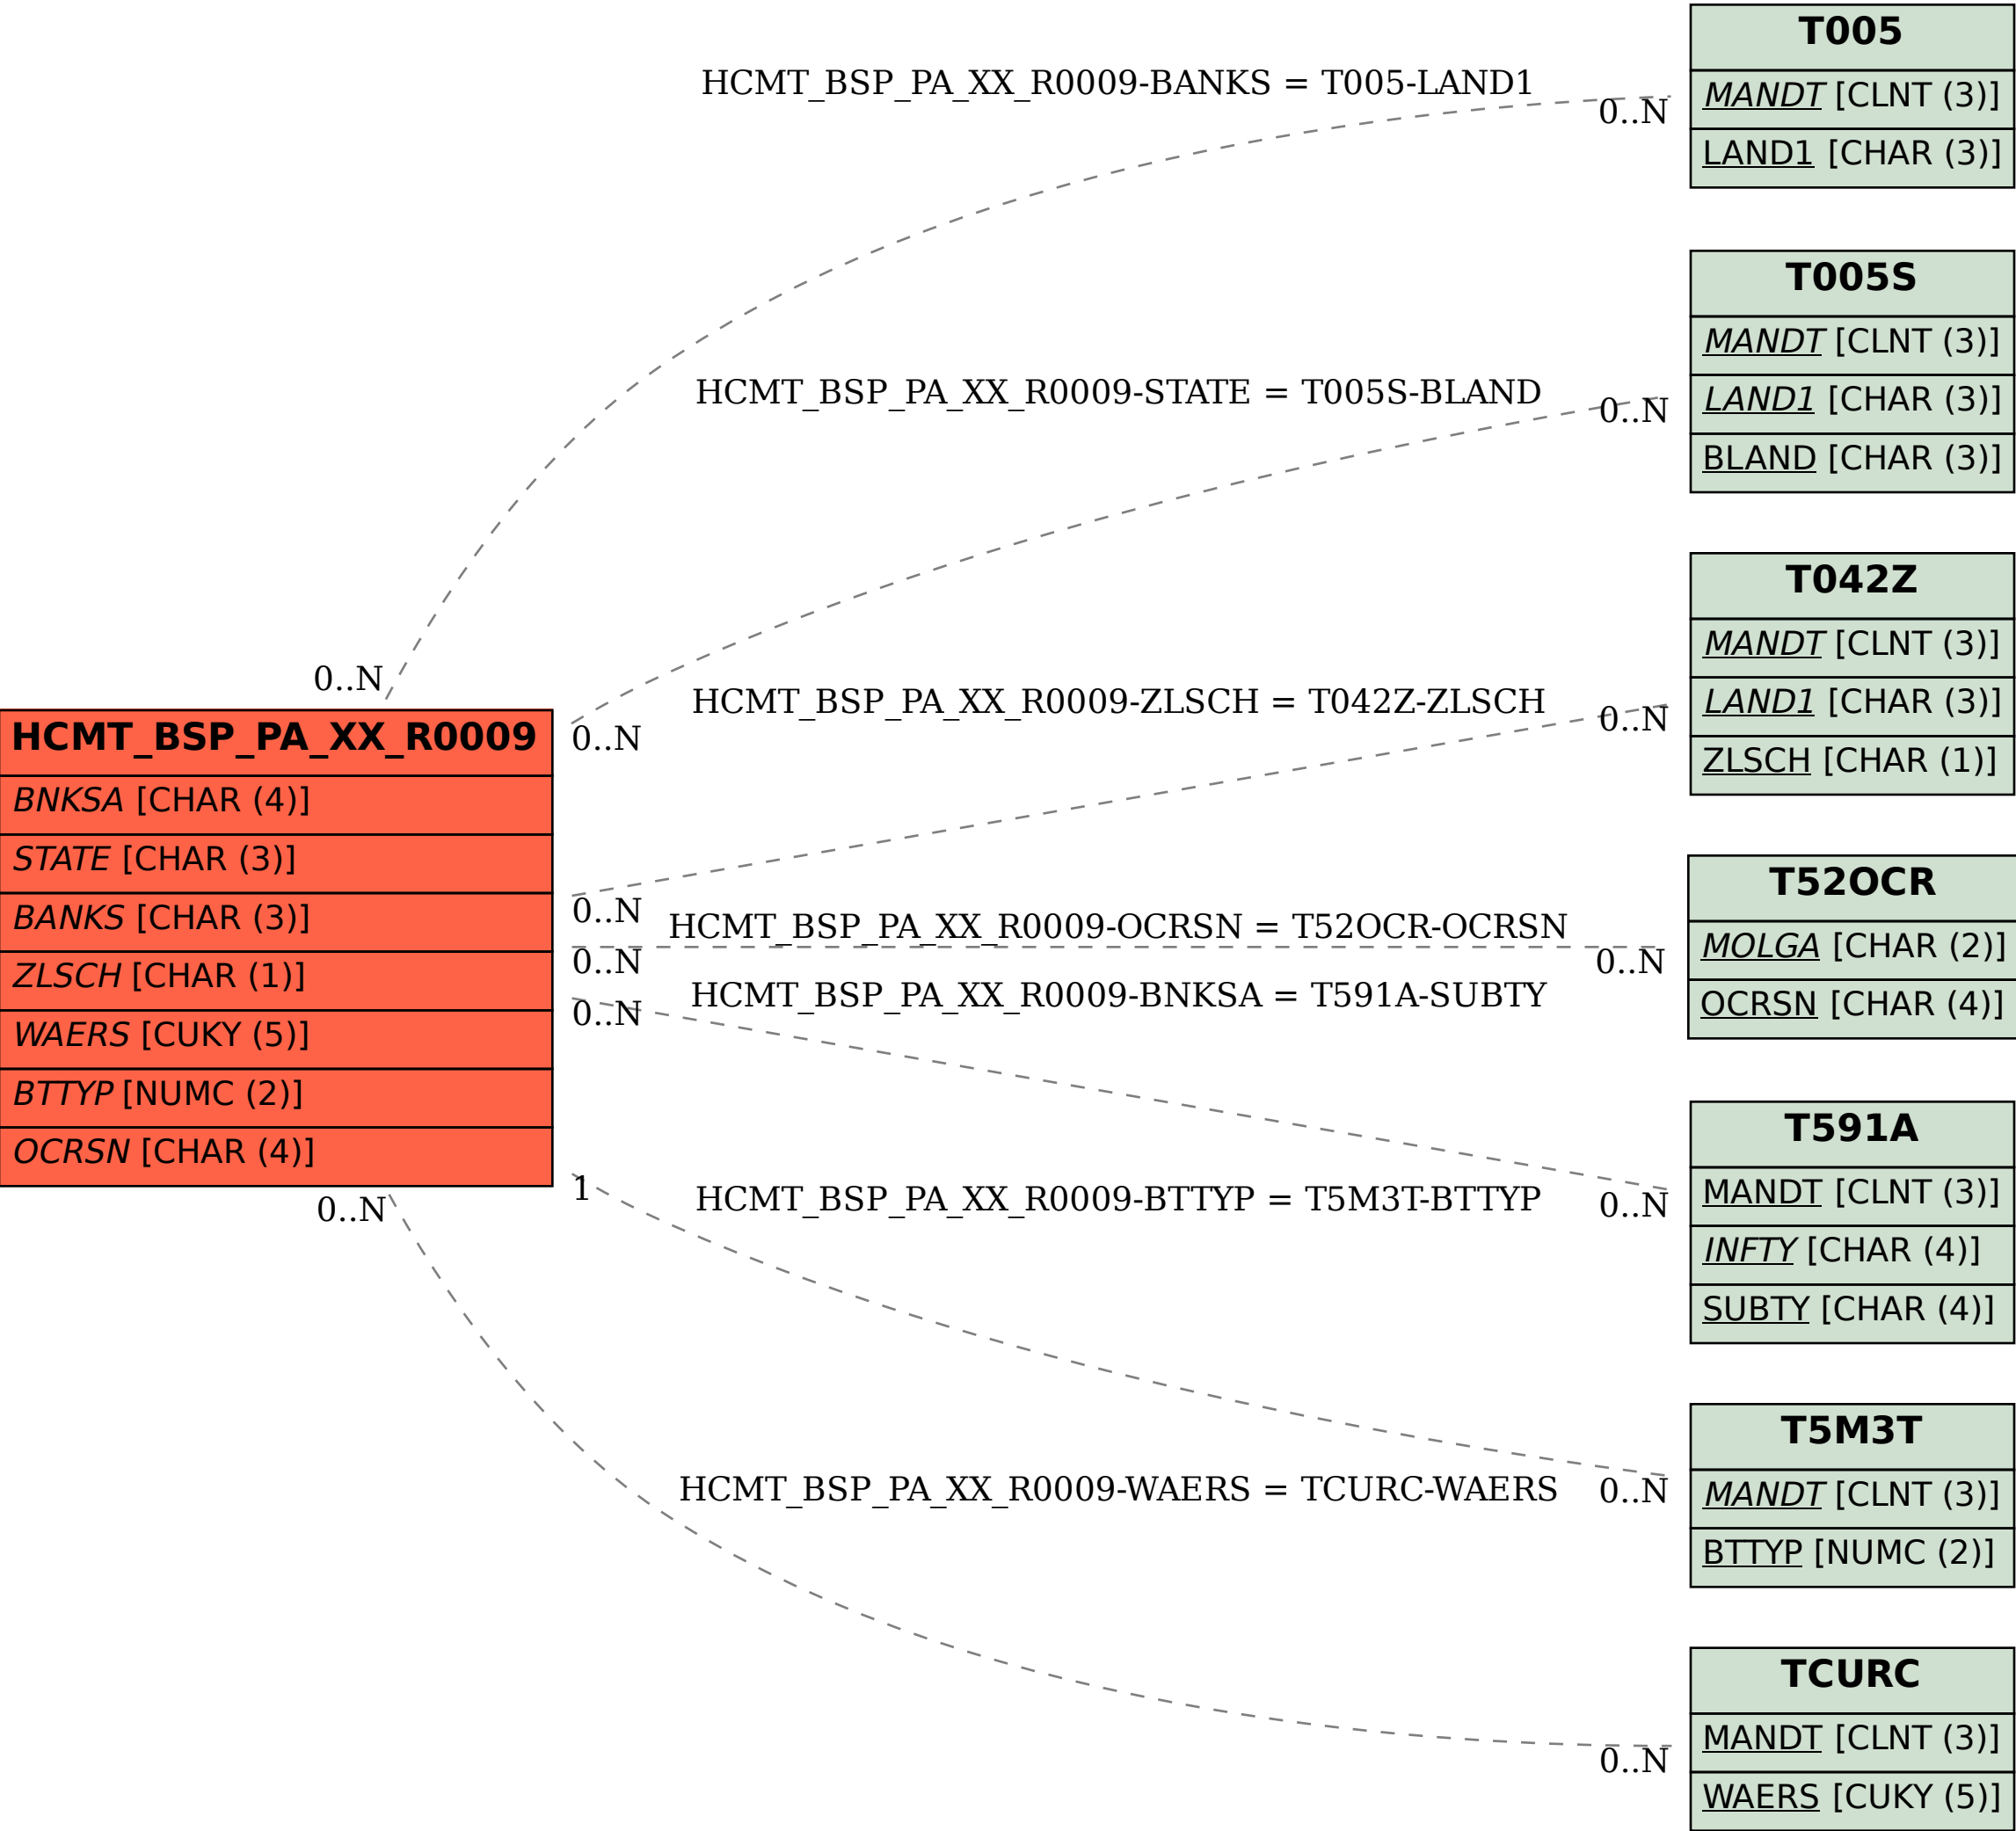 T005
MANDT [CLNT (3)]
LAND1 [CHAR (3)]
HCMT_BSP_PA_XX_R0009-BANKS = T005-LAND1
0..N
0..N
T005S
MANDT [CLNT (3)]
LAND1 [CHAR (3)]
BLAND [CHAR (3)]
HCMT_BSP_PA_XX_R0009-STATE = T005S-BLAND
0..N
0..N
T042Z
MANDT [CLNT (3)]
LAND1 [CHAR (3)]
ZLSCH [CHAR (1)]
HCMT_BSP_PA_XX_R0009-ZLSCH = T042Z-ZLSCH
0..N
0..N
HCMT_BSP_PA_XX_R0009
BNKSA [CHAR (4)]
STATE [CHAR (3)]
BANKS [CHAR (3)]
ZLSCH [CHAR (1)]
WAERS [CUKY (5)]
BTTYP [NUMC (2)]
OCRSN [CHAR (4)]
T52OCR
MOLGA [CHAR (2)]
OCRSN [CHAR (4)]
HCMT_BSP_PA_XX_R0009-OCRSN = T52OCR-OCRSN
0..N
0..N
HCMT_BSP_PA_XX_R0009-BNKSA = T591A-SUBTY
0..N
0..N
T591A
MANDT [CLNT (3)]
INFTY [CHAR (4)]
SUBTY [CHAR (4)]
HCMT_BSP_PA_XX_R0009-BTTYP = T5M3T-BTTYP
1
0..N
T5M3T
MANDT [CLNT (3)]
BTTYP [NUMC (2)]
HCMT_BSP_PA_XX_R0009-WAERS = TCURC-WAERS
0..N
0..N
TCURC
MANDT [CLNT (3)]
WAERS [CUKY (5)]